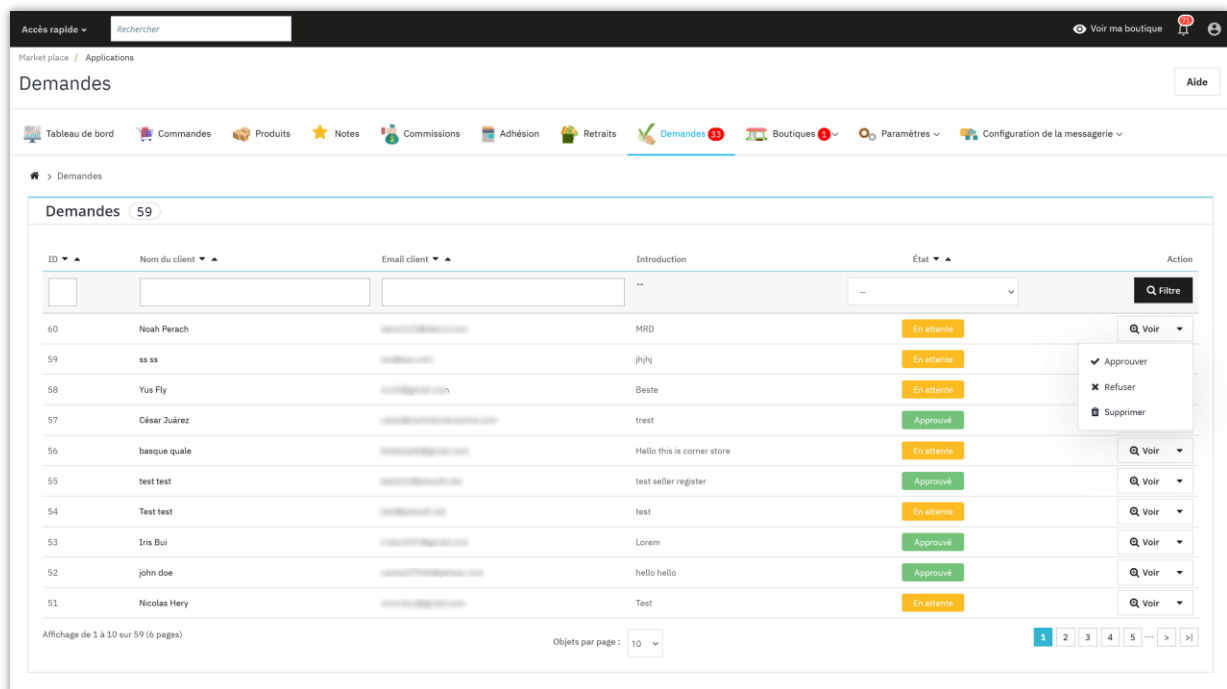 Accès rapide Rechercher Voir ma boutique 73
Market place / Applications
Demandes Aide
Tableau de bord Commandes Produits Notes Commissions Adhésion Retraits Demandes 33 Boutiques 1 Paramètres Configuration de la messagerie
> Demandes
Demandes 59
ID Nom du client Email client Introduction État Action
-- -- Filtre
60 Noah Perach MRD En attente Voir
59 ss ss jhjhj En attente
Approuver
58 Yus Fly Beste En attente
Refuser
57 César Juárez trest Approuvé
Supprimer
56 basque quale Hello this is corner store En attente Voir
55 test test test seller register Approuvé Voir
54 Test test test En attente Voir
53 Iris Bui Lorem Approuvé Voir
52 john doe hello hello Approuvé Voir
51 Nicolas Hery Test En attente Voir
Affichage de 1 à 10 sur 59 (6 pages) Objets par page : 10 1 2 3 4 5 ... > >|